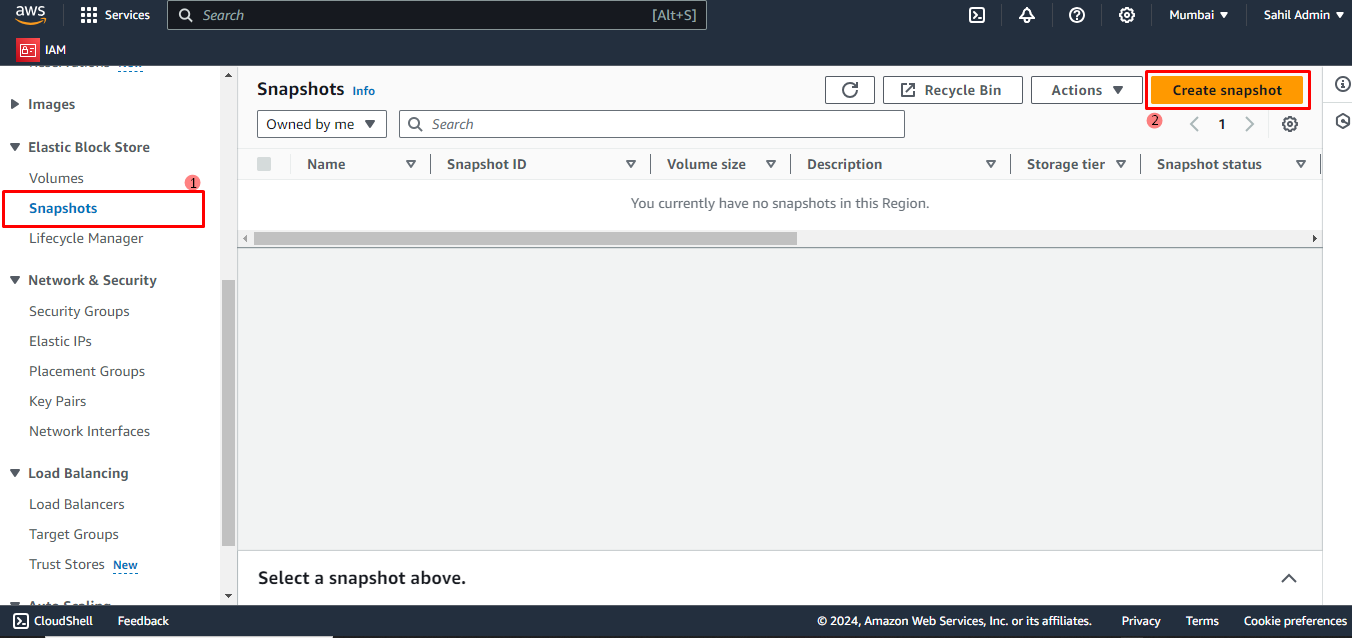 aws Services Search [Alt+S] Mumbai Sahil Admin
IAM
Reservations New
Images
Elastic Block Store
Volumes
1
Snapshots
Lifecycle Manager
Network & Security
Security Groups
Elastic IPs
Placement Groups
Key Pairs
Network Interfaces
Load Balancing
Load Balancers
Target Groups
Trust Stores New
Auto Scaling
Snapshots Info Recycle Bin Actions Create snapshot
Owned by me Search 2 1
Name Snapshot ID Volume size Description Storage tier Snapshot status
You currently have no snapshots in this Region.
Select a snapshot above.
CloudShell Feedback © 2024, Amazon Web Services, Inc. or its affiliates. Privacy Terms Cookie preferences